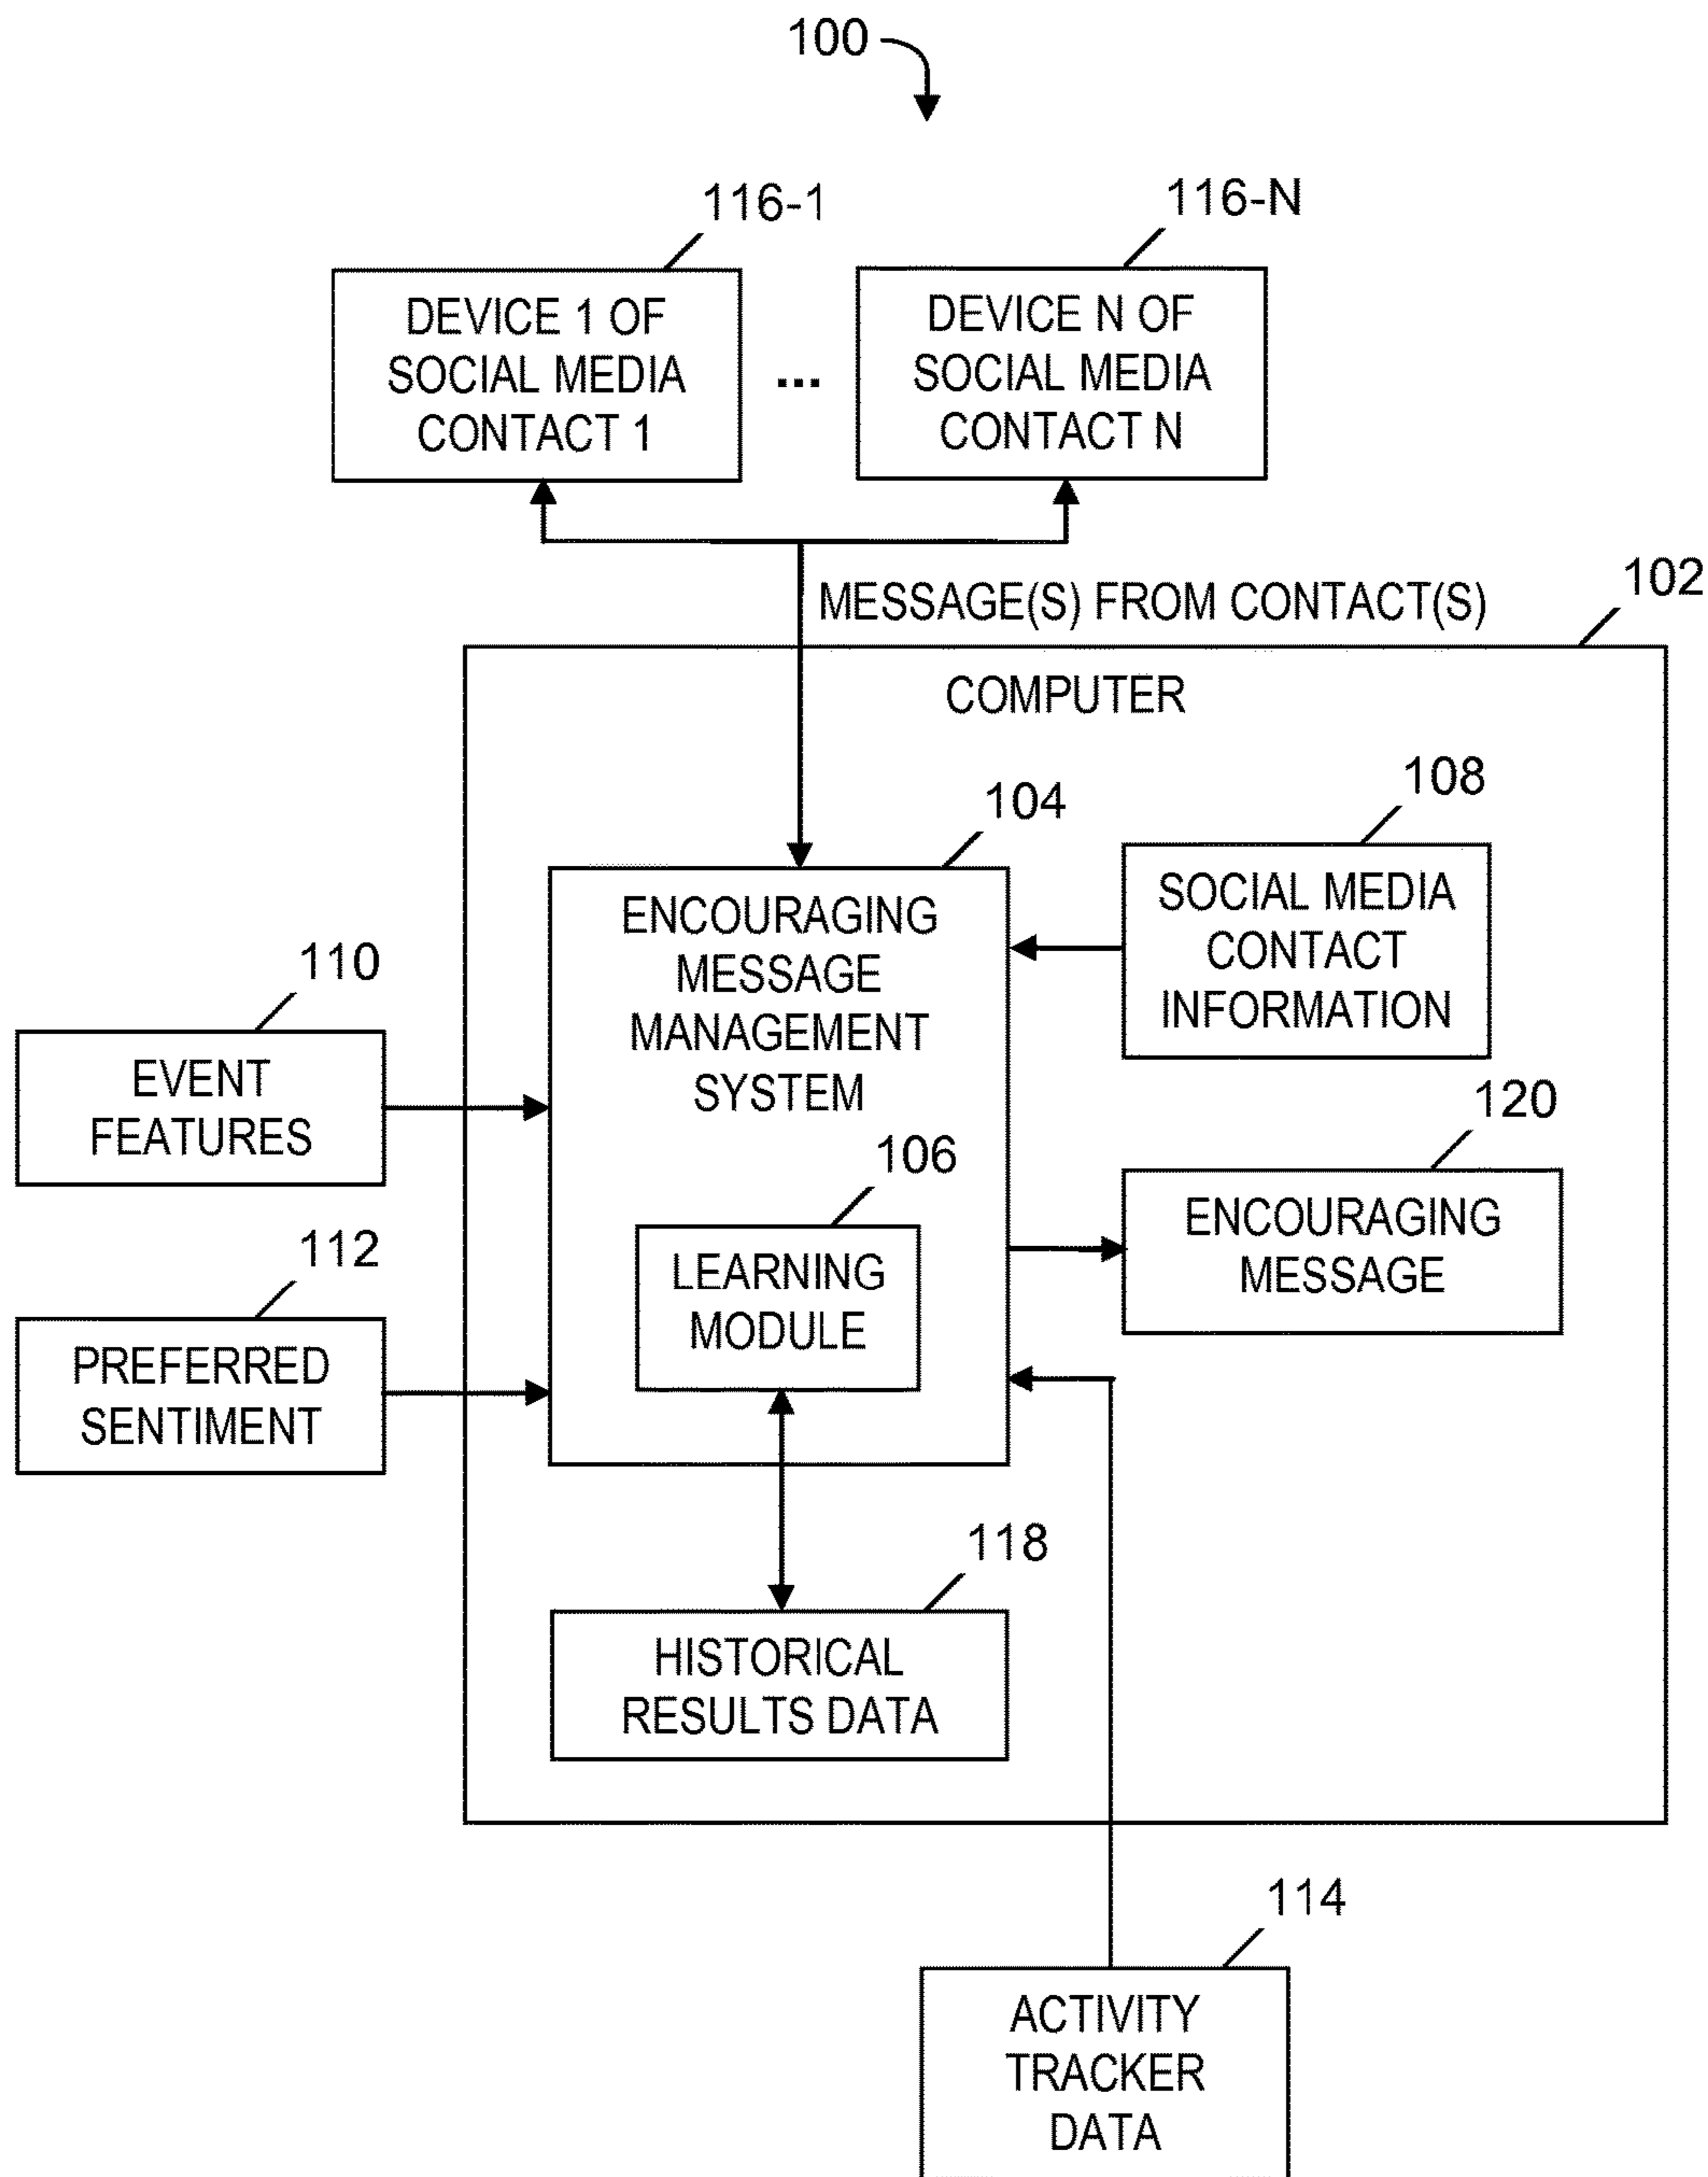 100
116-1
116-N
DEVICE 1 OF
SOCIAL MEDIA
CONTACT 1
...
DEVICE N OF
SOCIAL MEDIA
CONTACT N
MESSAGE(S) FROM CONTACT(S)
102
COMPUTER
104
108
ENCOURAGING
MESSAGE
MANAGEMENT
SYSTEM
SOCIAL MEDIA
CONTACT
INFORMATION
110
EVENT
FEATURES
106
LEARNING
MODULE
120
ENCOURAGING
MESSAGE
112
PREFERRED
SENTIMENT
118
HISTORICAL
RESULTS DATA
114
ACTIVITY
TRACKER
DATA